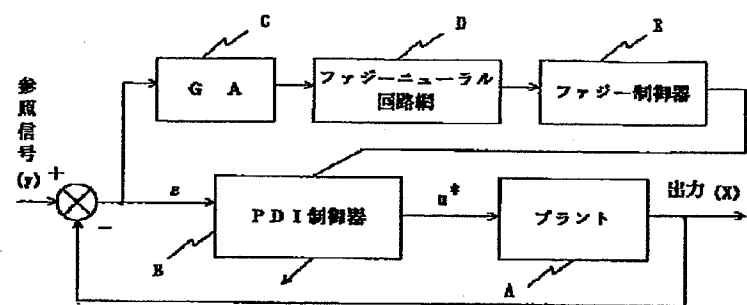 C
D
E
参照信号
(y)
+
−
G A
ファジーニューラル
回路網
ファジー制御器
ε
PDI制御器
u*
プラント
出力 (X)
B
A